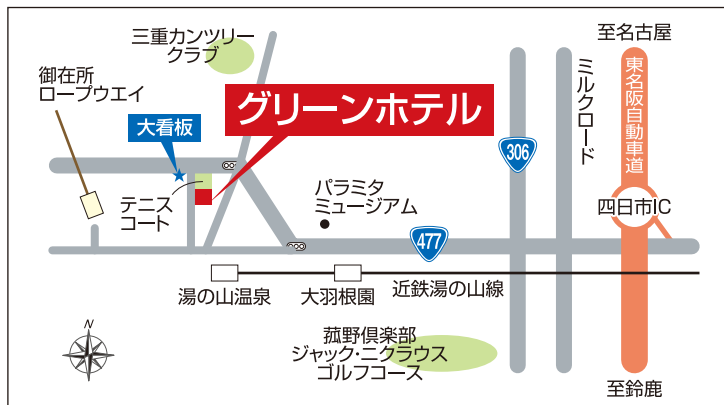 三重カンツリー
クラブ
至名古屋
御在所
ロープウエイ
ミルクロード
東名阪自動車道
グリーンホテル
大看板
306
テニス
コート
パラミタ
ミュージアム
四日市IC
477
湯の山温泉
大羽根園
近鉄湯の山線
N
菰野倶楽部
ジャック・ニクラウス
ゴルフコース
至鈴鹿